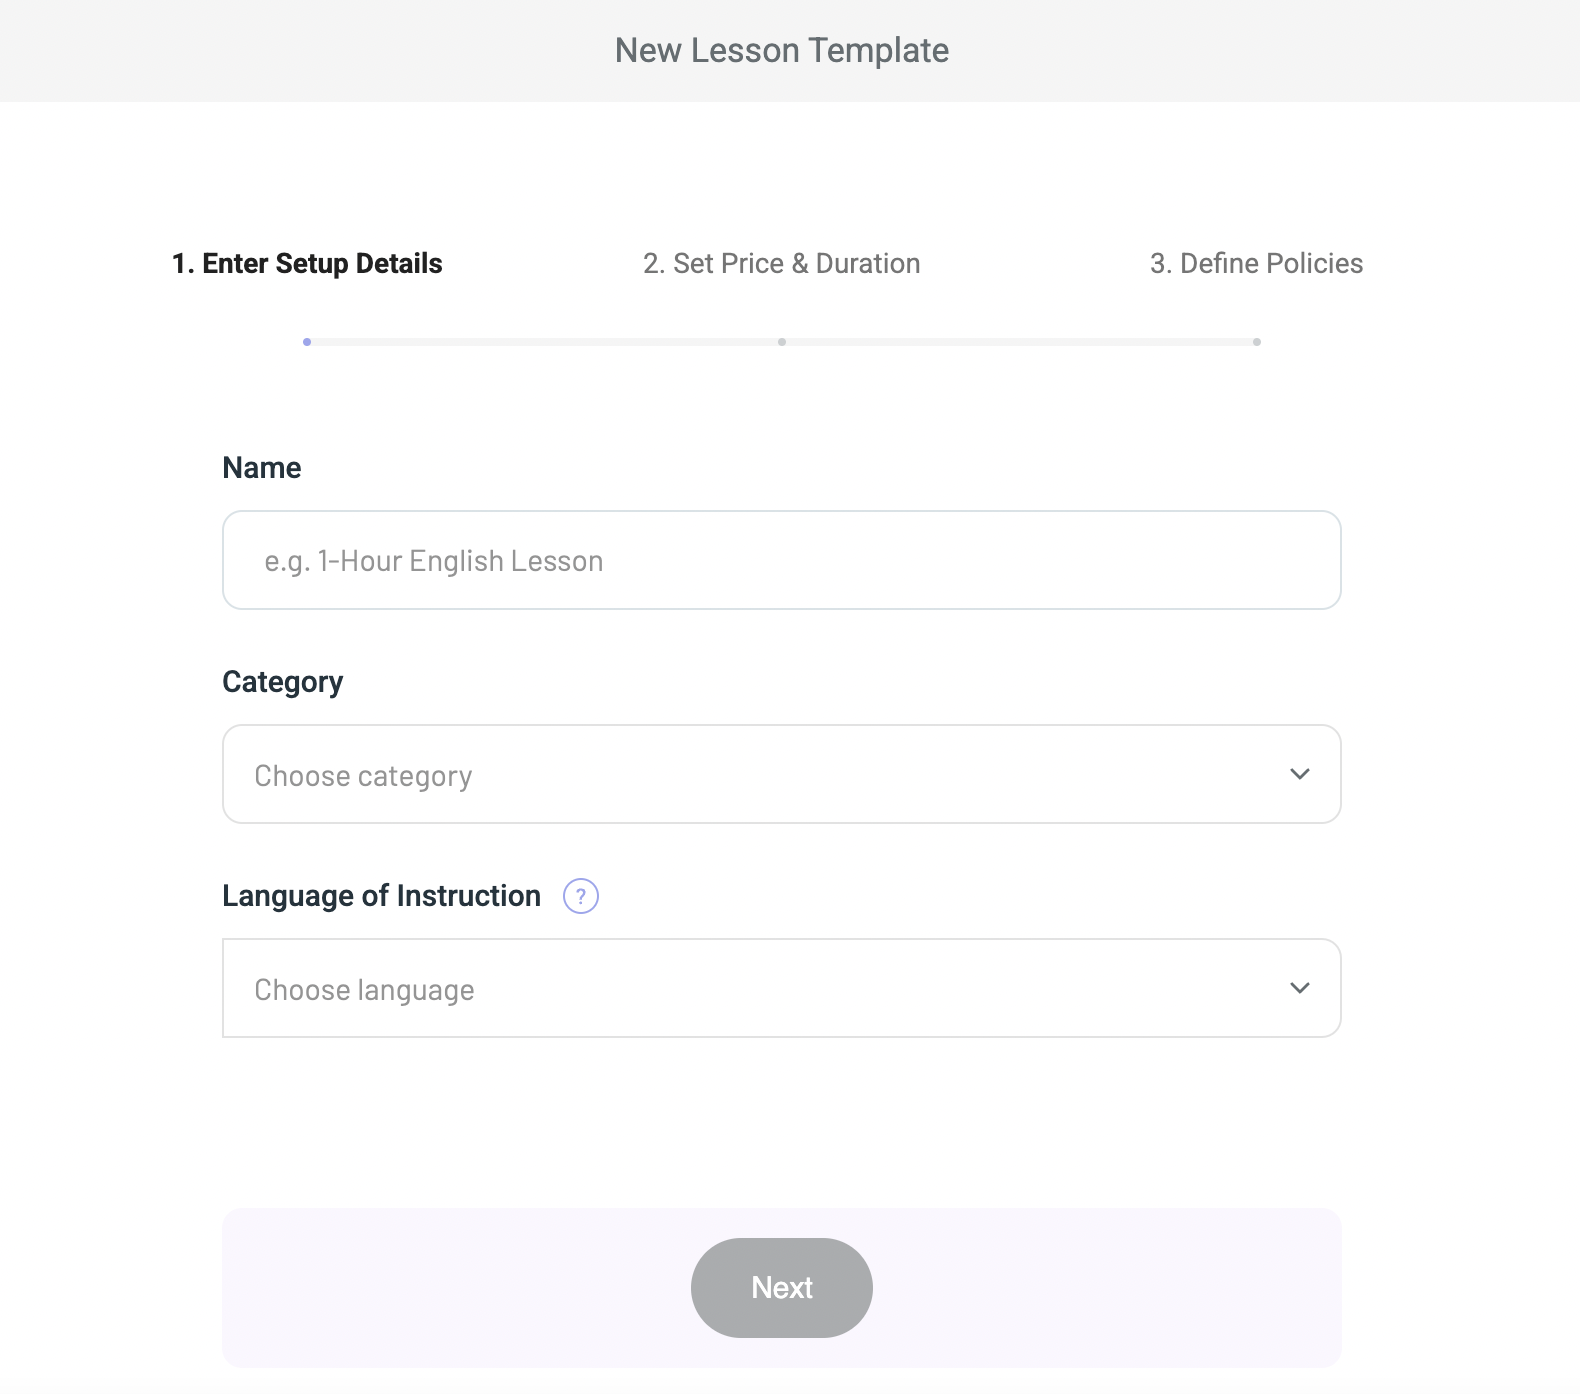 New Lesson Template
1. Enter Setup Details
2. Set Price & Duration
3. Define Policies
Name
e.g. 1-Hour English Lesson
Category
Choose category
Language of Instruction ?
Choose language
Next